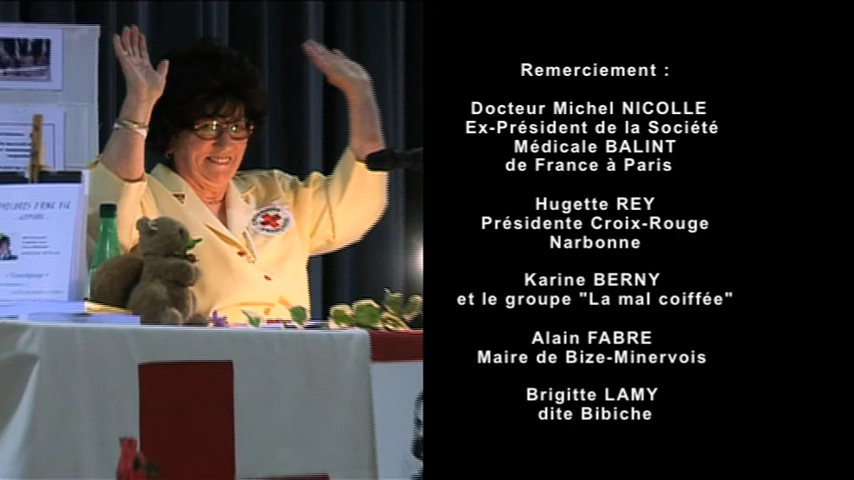 Remerciement :
Docteur Michel NICOLLE
Ex-Président de la Société
Médicale BALINT
de France à Paris
Hugette REY
Présidente Croix-Rouge
Narbonne
Karine BERNY
et le groupe "La mal coiffée"
Alain FABRE
Maire de Bize-Minervois
Brigitte LAMY
dite Bibiche